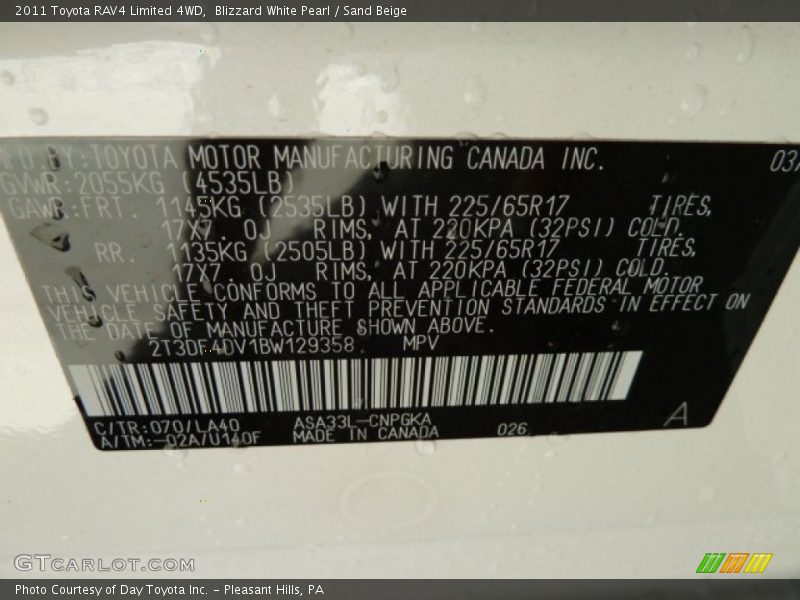 2011 Toyota RAV4 Limited 4WD, Blizzard White Pearl / Sand Beige
MFD BY: TOYOTA MOTOR MANUFACTURING CANADA INC. 03/
GVWR: 2055KG (4535LB)
GAWR: FRT. 1145KG (2535LB) WITH 225/65R17 TIRES,
17X7 0J RIMS, AT 220KPA (32PSI) COLD.
RR. 1135KG (2505LB) WITH 225/65R17 TIRES,
17X7 0J RIMS, AT 220KPA (32PSI) COLD.
THIS VEHICLE CONFORMS TO ALL APPLICABLE FEDERAL MOTOR
VEHICLE SAFETY AND THEFT PREVENTION STANDARDS IN EFFECT ON
THE DATE OF MANUFACTURE SHOWN ABOVE.
2T3DF4DV1BW129358 MPV
C/TR: 070/LA40 ASA33L-CNPGKA
A/TM: -02A/U140F MADE IN CANADA 026 A
GTCARLOT.COM
Photo Courtesy of Day Toyota Inc. - Pleasant Hills, PA